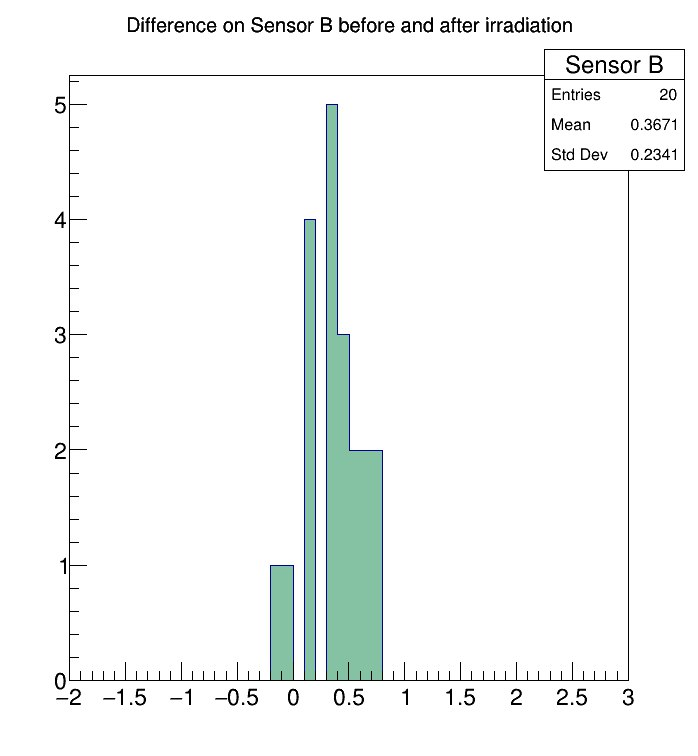 Difference on Sensor B before and after irradiation
Sensor B
Entries 20
Mean 0.3671
Std Dev 0.2341
5
4
3
2
1
0
−2 −1.5 −1 −0.5 0 0.5 1 1.5 2 2.5 3